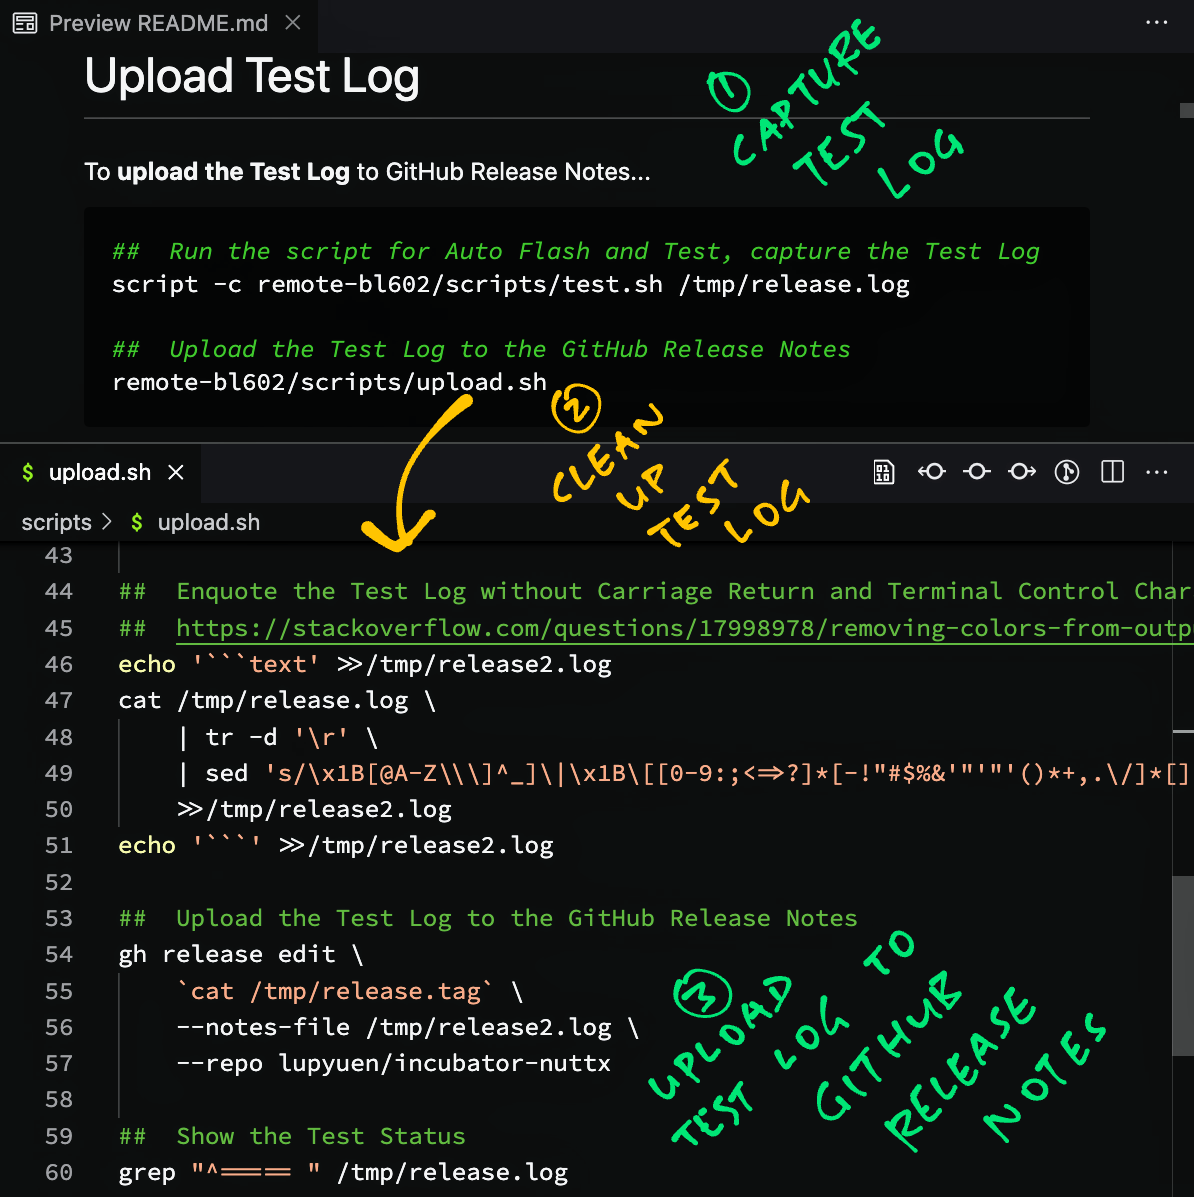 Preview README.md
Upload Test Log
① CAPTURE TEST LOG
To upload the Test Log to GitHub Release Notes...
##  Run the script for Auto Flash and Test, capture the Test Log
script -c remote-bl602/scripts/test.sh /tmp/release.log
##  Upload the Test Log to the GitHub Release Notes
remote-bl602/scripts/upload.sh
② CLEAN UP TEST LOG
$ upload.sh
scripts > $ upload.sh
43
44 ##  Enquote the Test Log without Carriage Return and Terminal Control Char
45 ##  https://stackoverflow.com/questions/17998978/removing-colors-from-outp
46 echo '```text' >>/tmp/release2.log
47 cat /tmp/release.log \
48     | tr -d '\r' \
49     | sed 's/\x1B[@A-Z\\\]^_]\|\x1B\[[0-9:;<=>?]*[-!"#$%&'"'"'()*+,.\/]*[]
50     >>/tmp/release2.log
51 echo '```' >>/tmp/release2.log
52
53 ##  Upload the Test Log to the GitHub Release Notes
54 gh release edit \
55     `cat /tmp/release.tag` \
56     --notes-file /tmp/release2.log \
57     --repo lupyuen/incubator-nuttx
58
③ UPLOAD TEST LOG TO GITHUB RELEASE NOTES
59 ##  Show the Test Status
60 grep "^===== " /tmp/release.log